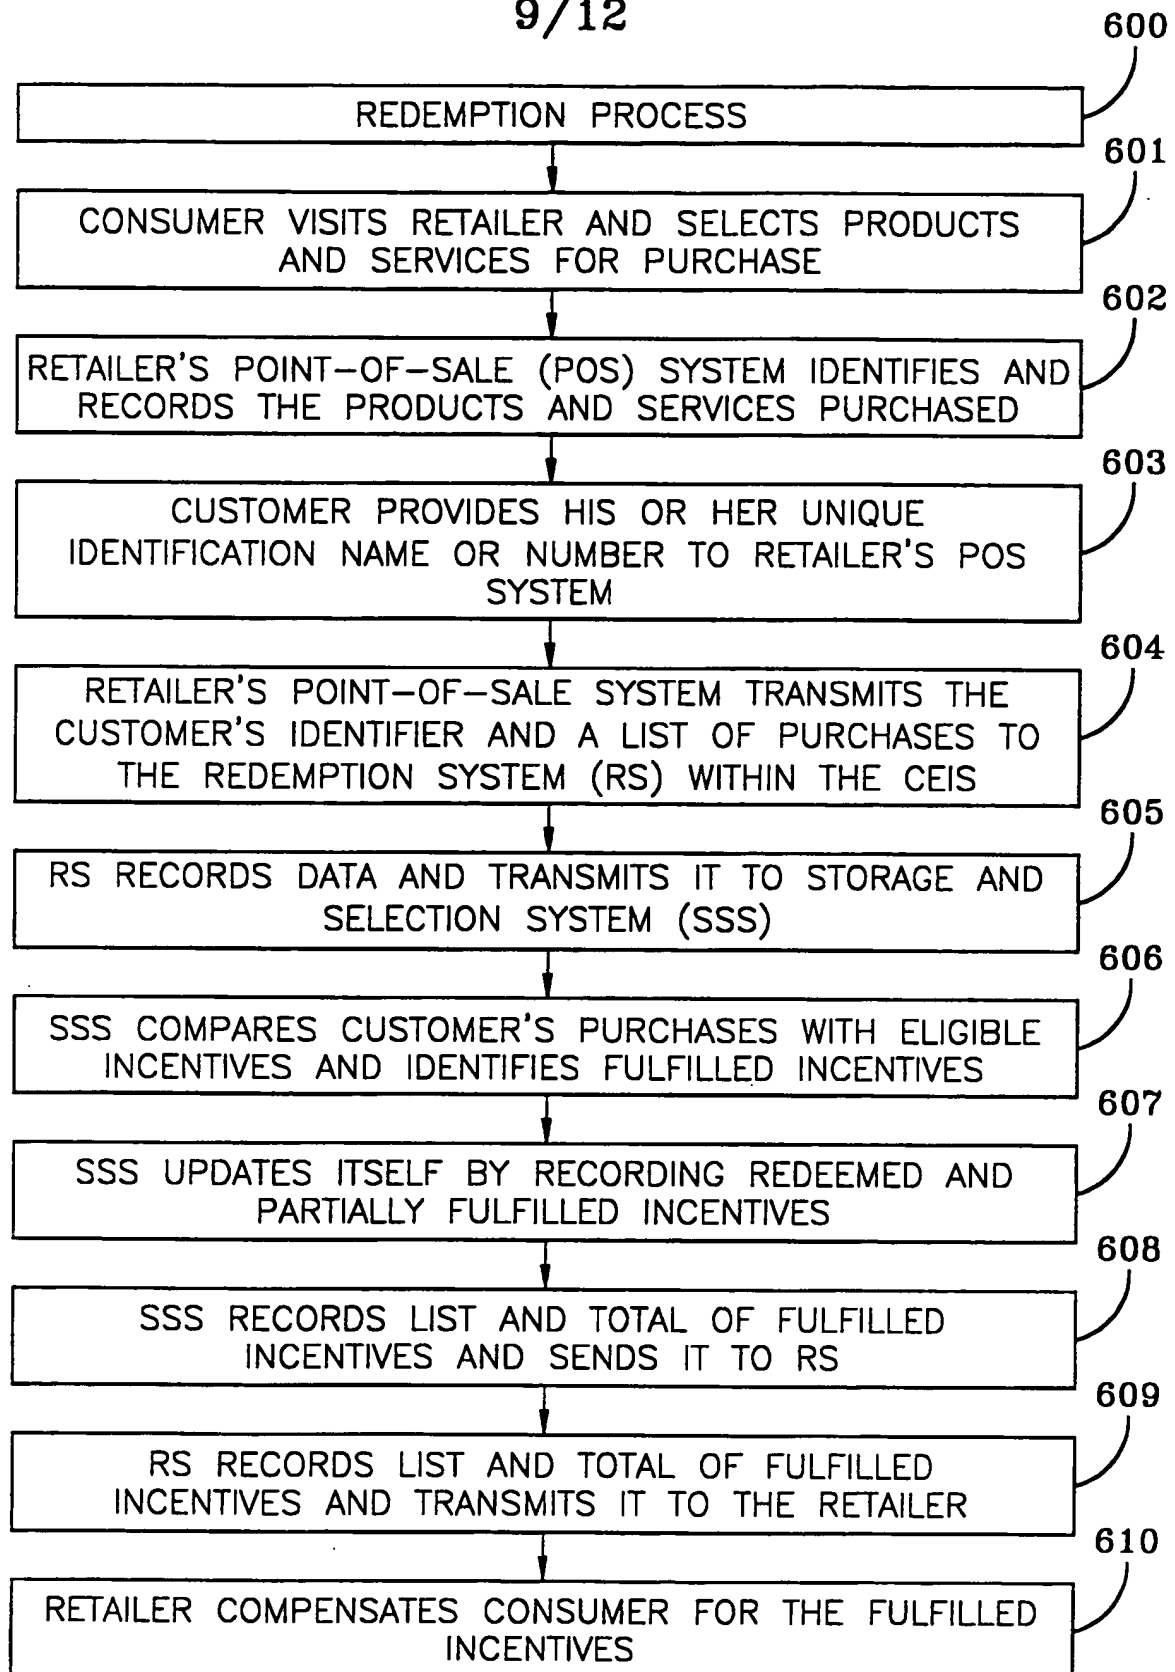 9/12
600
REDEMPTION PROCESS
601
CONSUMER VISITS RETAILER AND SELECTS PRODUCTS
AND SERVICES FOR PURCHASE
602
RETAILER'S POINT-OF-SALE (POS) SYSTEM IDENTIFIES AND
RECORDS THE PRODUCTS AND SERVICES PURCHASED
603
CUSTOMER PROVIDES HIS OR HER UNIQUE
IDENTIFICATION NAME OR NUMBER TO RETAILER'S POS
SYSTEM
604
RETAILER'S POINT-OF-SALE SYSTEM TRANSMITS THE
CUSTOMER'S IDENTIFIER AND A LIST OF PURCHASES TO
THE REDEMPTION SYSTEM (RS) WITHIN THE CEIS
605
RS RECORDS DATA AND TRANSMITS IT TO STORAGE AND
SELECTION SYSTEM (SSS)
606
SSS COMPARES CUSTOMER'S PURCHASES WITH ELIGIBLE
INCENTIVES AND IDENTIFIES FULFILLED INCENTIVES
607
SSS UPDATES ITSELF BY RECORDING REDEEMED AND
PARTIALLY FULFILLED INCENTIVES
608
SSS RECORDS LIST AND TOTAL OF FULFILLED
INCENTIVES AND SENDS IT TO RS
609
RS RECORDS LIST AND TOTAL OF FULFILLED
INCENTIVES AND TRANSMITS IT TO THE RETAILER
610
RETAILER COMPENSATES CONSUMER FOR THE FULFILLED
INCENTIVES